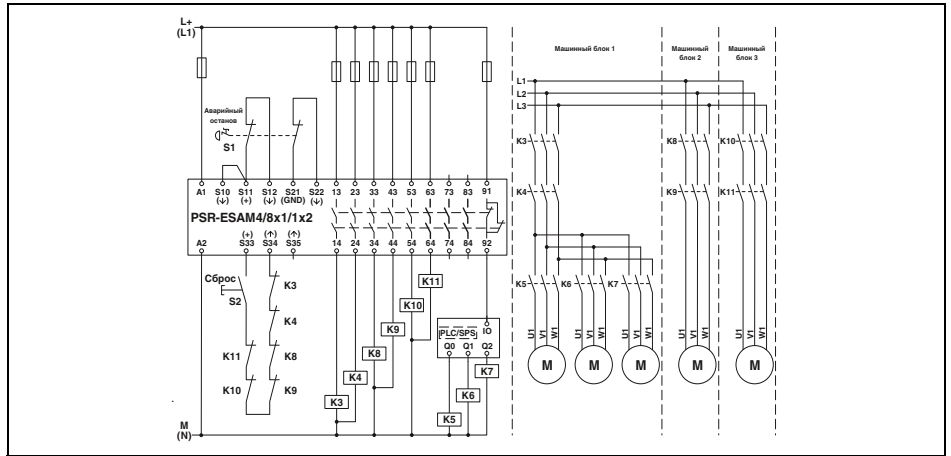 L+
(L1)
Машинный блок 1
Машинный
блок 2
Машинный
блок 3
L1
L2
L3
Аварийный
останов
S1
K3
K8
K10
K4
K9
K11
A1 S10 S11 S12 S21 S22 13 23 33 43 53 63 73 83 91
(↓) (+) (↓) (GND) (↓)
PSR-ESAM4/8x1/1x2
(+) (↑) (↑)
A2 S33 S34 S35 14 24 34 44 54 64 74 84 92
Сброс
S2
K3
K4
K11
K8
K10
K9
K11
K10
K9
K8
K4
K3
PLC/SPS
IO
Q0 Q1 Q2
K7
K6
K5
K5
K6
K7
U1 V1 W1 U1 V1 W1 U1 V1 W1 U1 V1 W1 U1 V1 W1
M M M M M
M
(N)